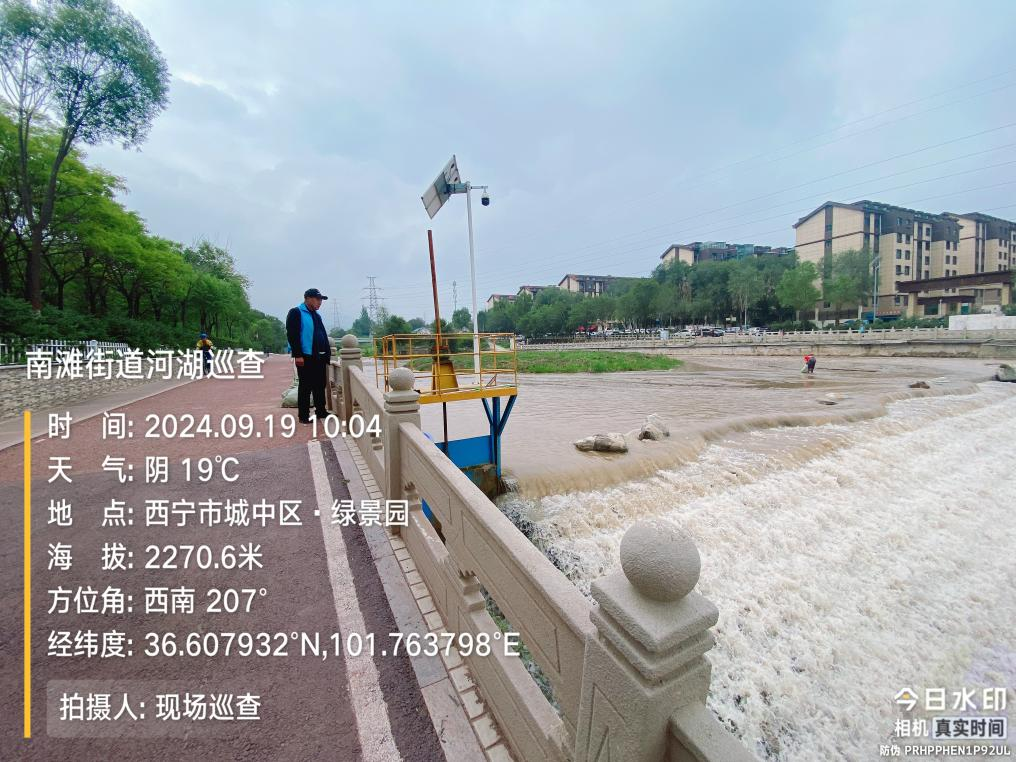 南滩街道河湖巡查
时 间: 2024.09.19 10:04
天 气: 阴 19℃
地 点: 西宁市城中区·绿景园
海 拔: 2270.6米
方位角: 西南 207°
经纬度: 36.607932°N,101.763798°E
拍摄人: 现场巡查
今日水印
相机 真实时间
防伪 PRHPPHEN1P92UL